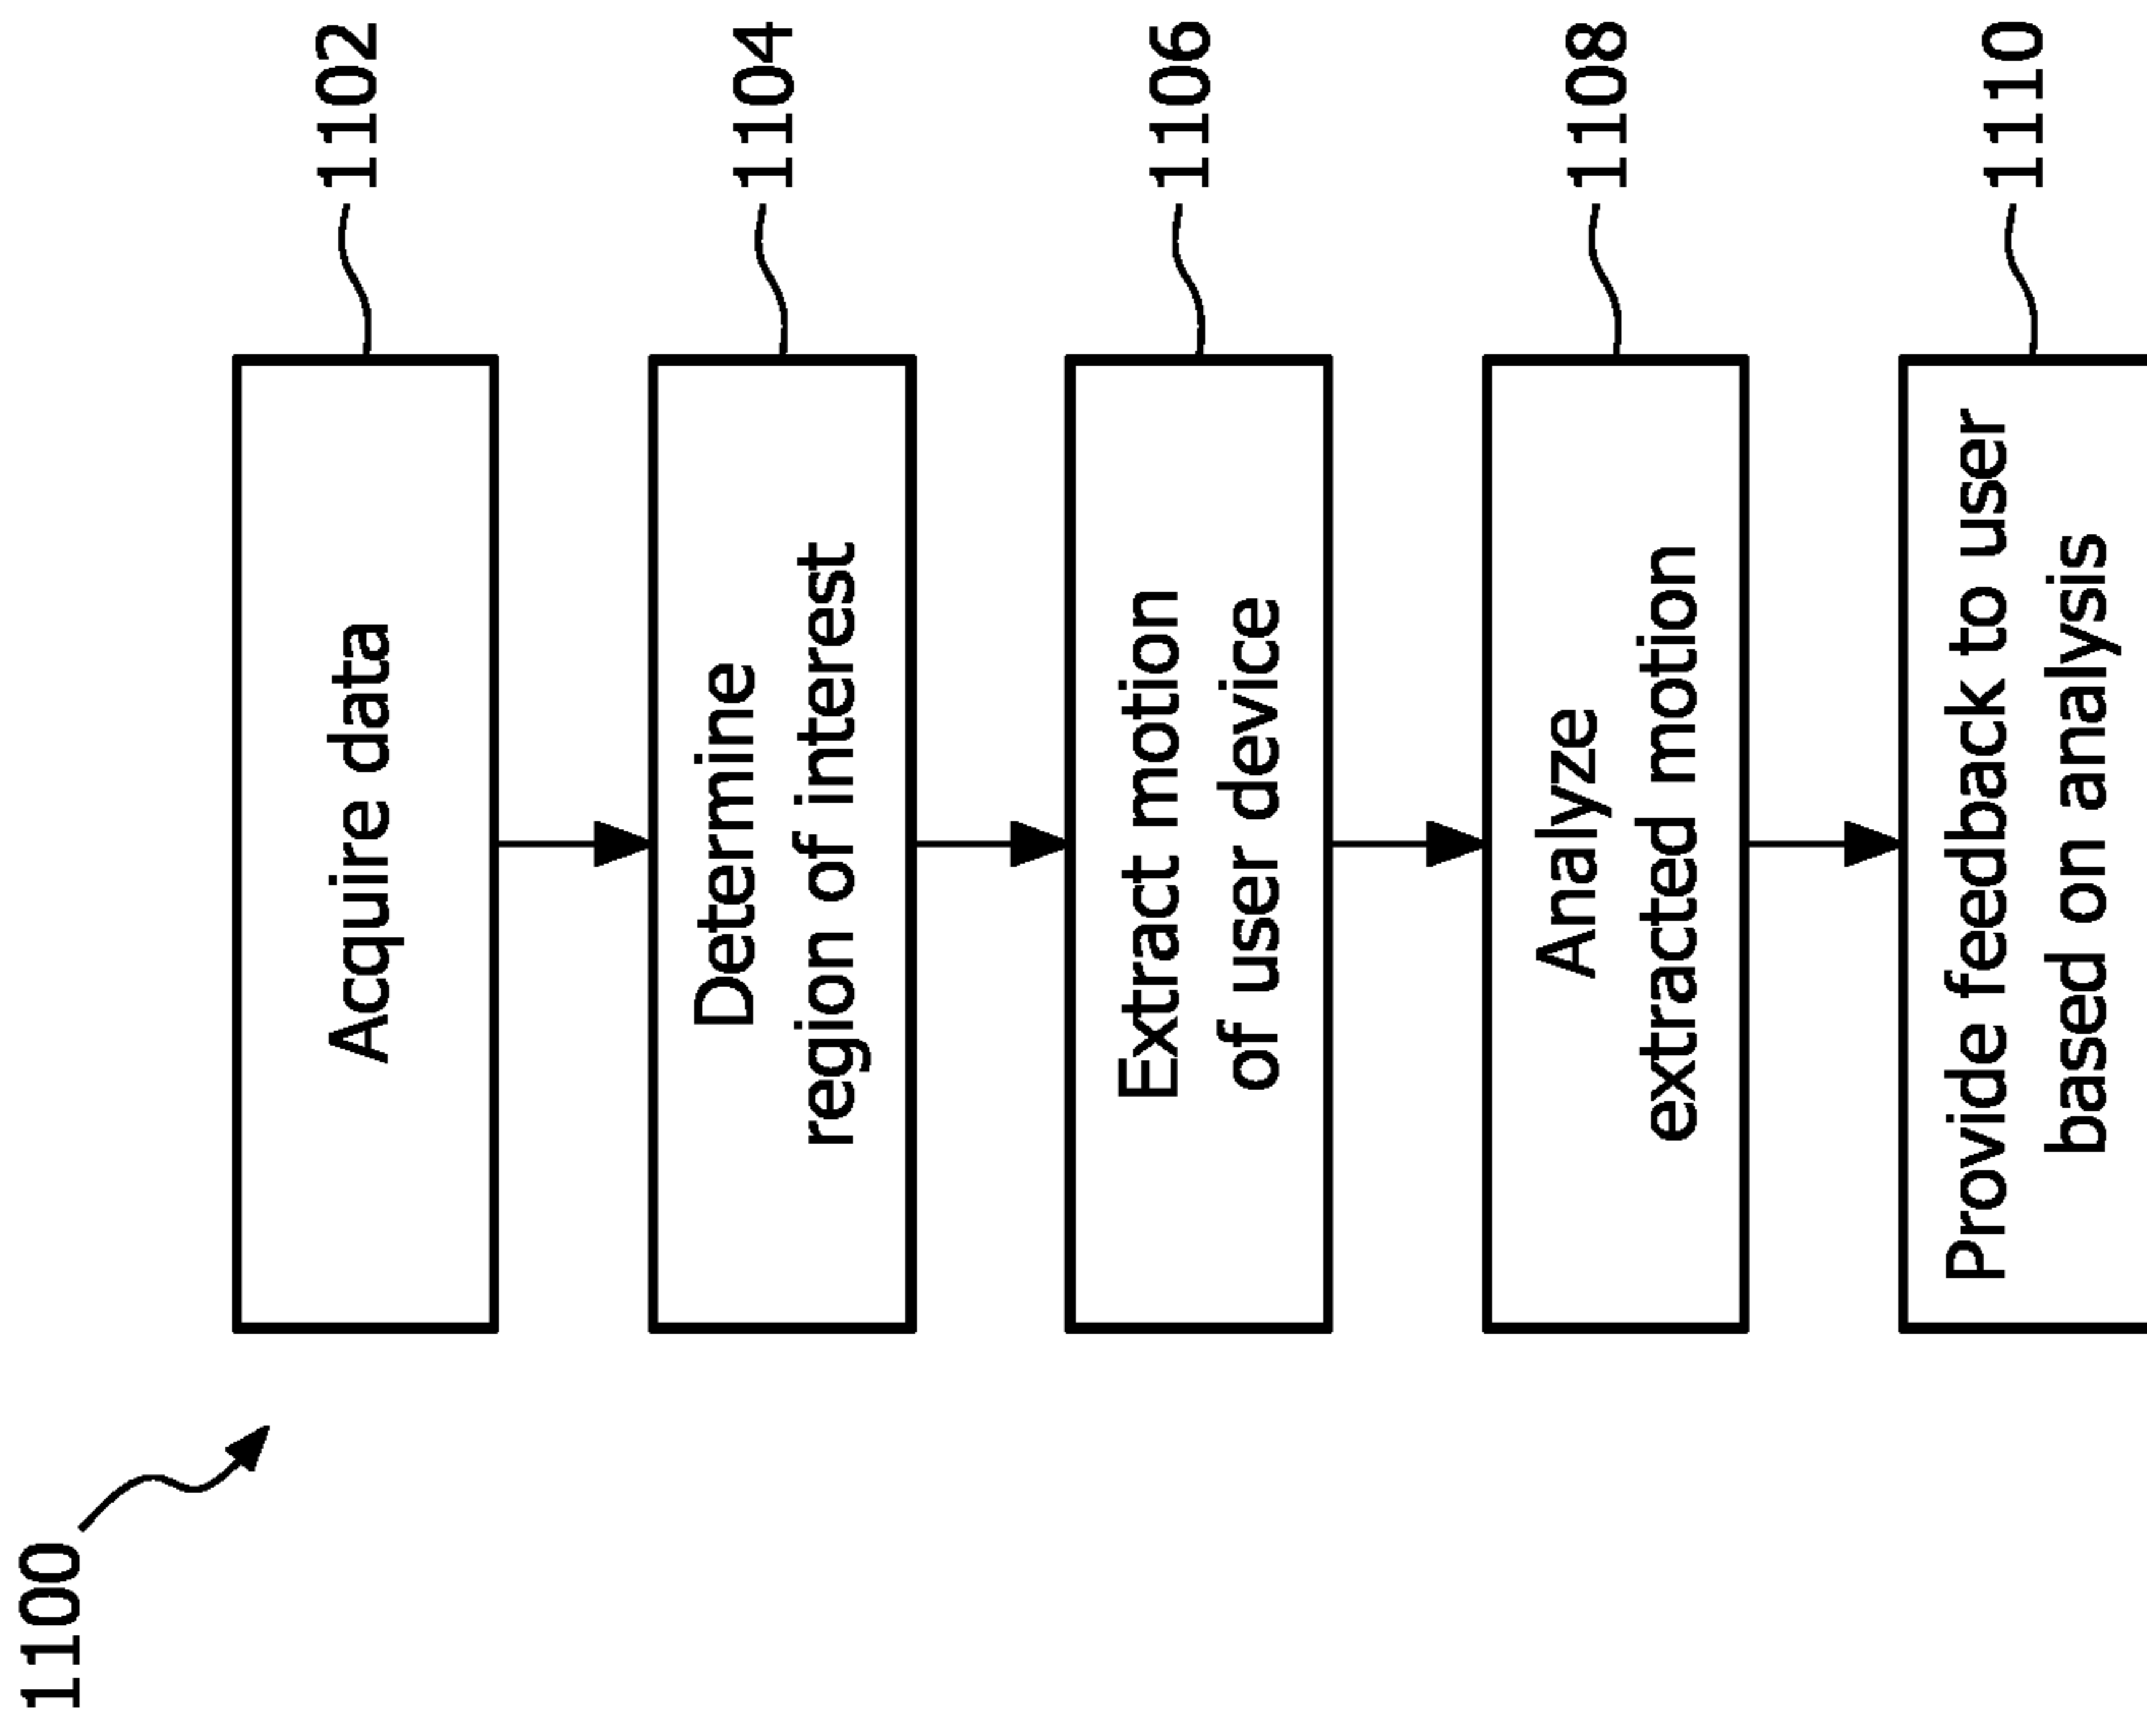 1100
Acquire data
1102
Determine
region of interest
1104
Extract motion
of user device
1106
Analyze
extracted motion
1108
Provide feedback to user
based on analysis
1110